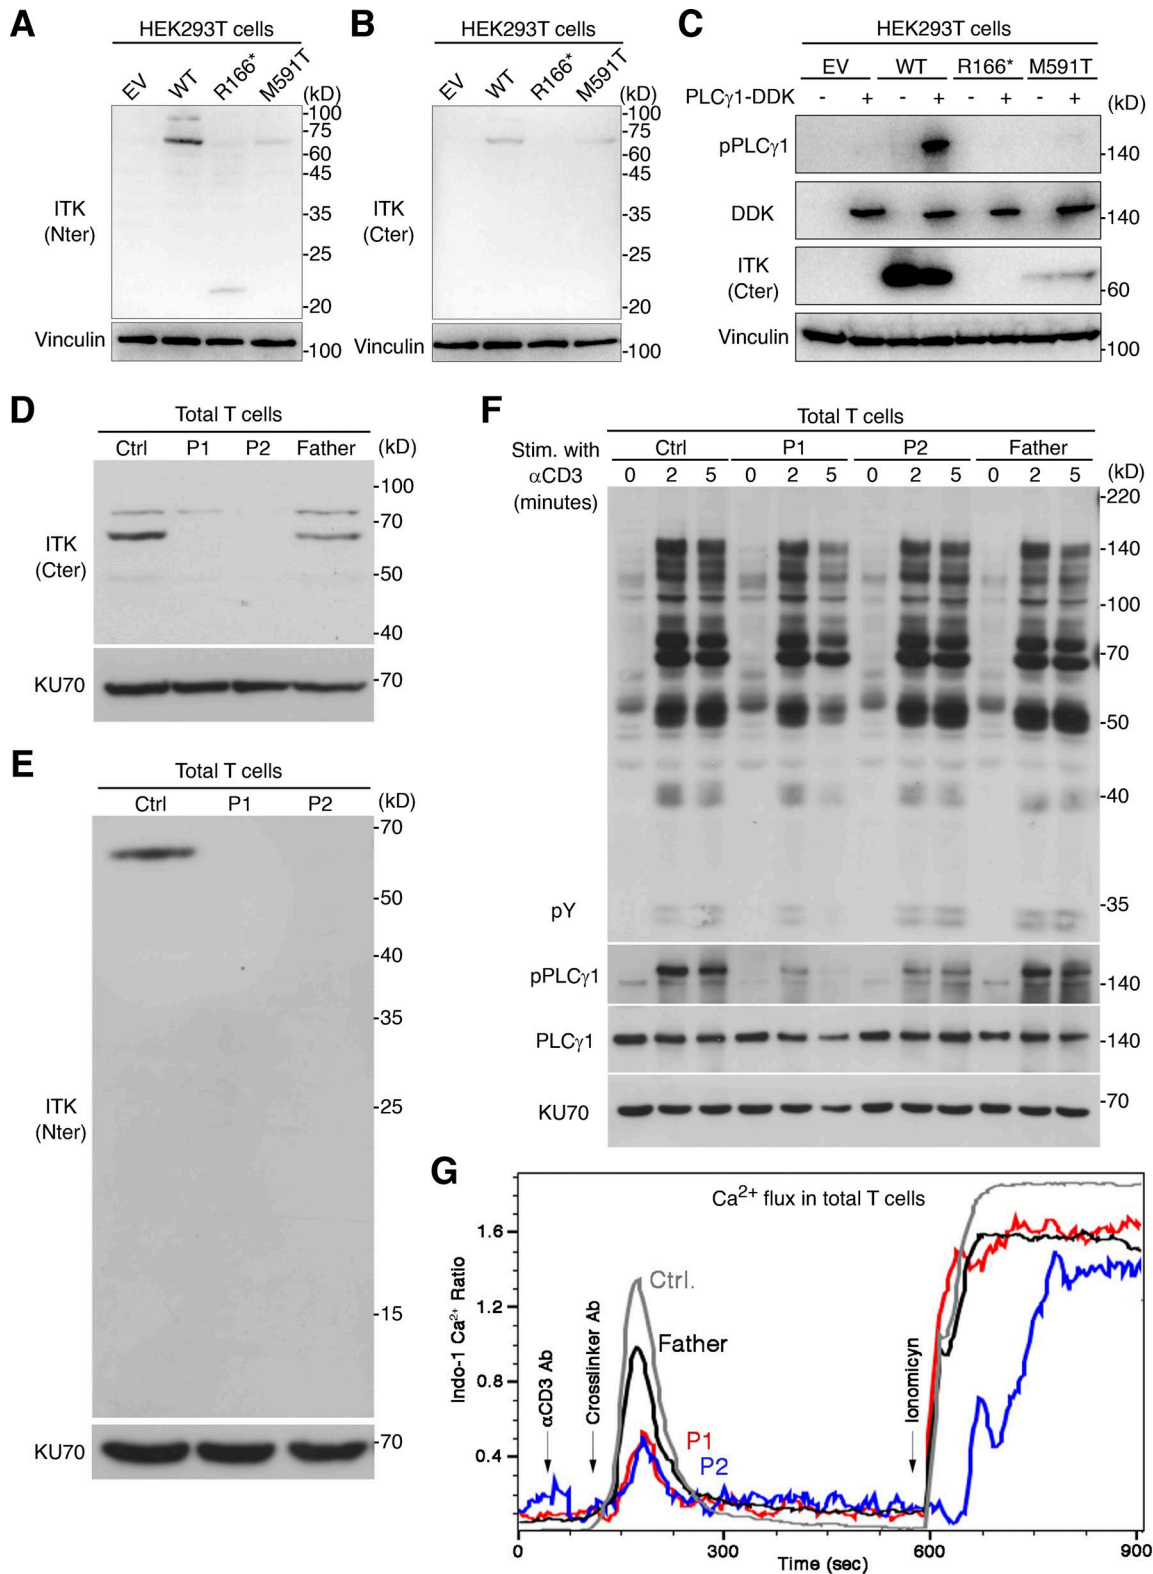 A
HEK293T cells
EV WT R166* M591T
(kD)
-100
-75
-60
-45
-35
-25
-20
ITK
(Nter)
Vinculin
-100
B
HEK293T cells
EV WT R166* M591T
(kD)
-100
-75
-60
-45
-35
-25
-20
ITK
(Cter)
Vinculin
-100
C
HEK293T cells
EV WT R166* M591T
PLCγ1-DDK - + - + - + - + (kD)
pPLCγ1 -140
DDK -140
ITK
(Cter)
-60
Vinculin -100
D
Total T cells
Ctrl P1 P2 Father (kD)
-100
-70
-50
-40
ITK
(Cter)
KU70 -70
E
Total T cells
Ctrl P1 P2 (kD)
-70
-50
-40
-35
-25
-15
ITK
(Nter)
KU70 -70
F
Total T cells
Stim. with
αCD3
(minutes)
Ctrl P1 P2 Father
0 2 5 0 2 5 0 2 5 0 2 5 (kD)
-220
-140
-100
-70
-50
-40
-35
pY
pPLCγ1 -140
PLCγ1 -140
KU70 -70
G
Ca2+ flux in total T cells
Indo-1 Ca2+ Ratio
1.6
1.2
0.8
0.4
αCD3 Ab
Crosslinker Ab
Ctrl.
Father
P1
P2
Ionomicyn
0 300 600 900
Time (sec)